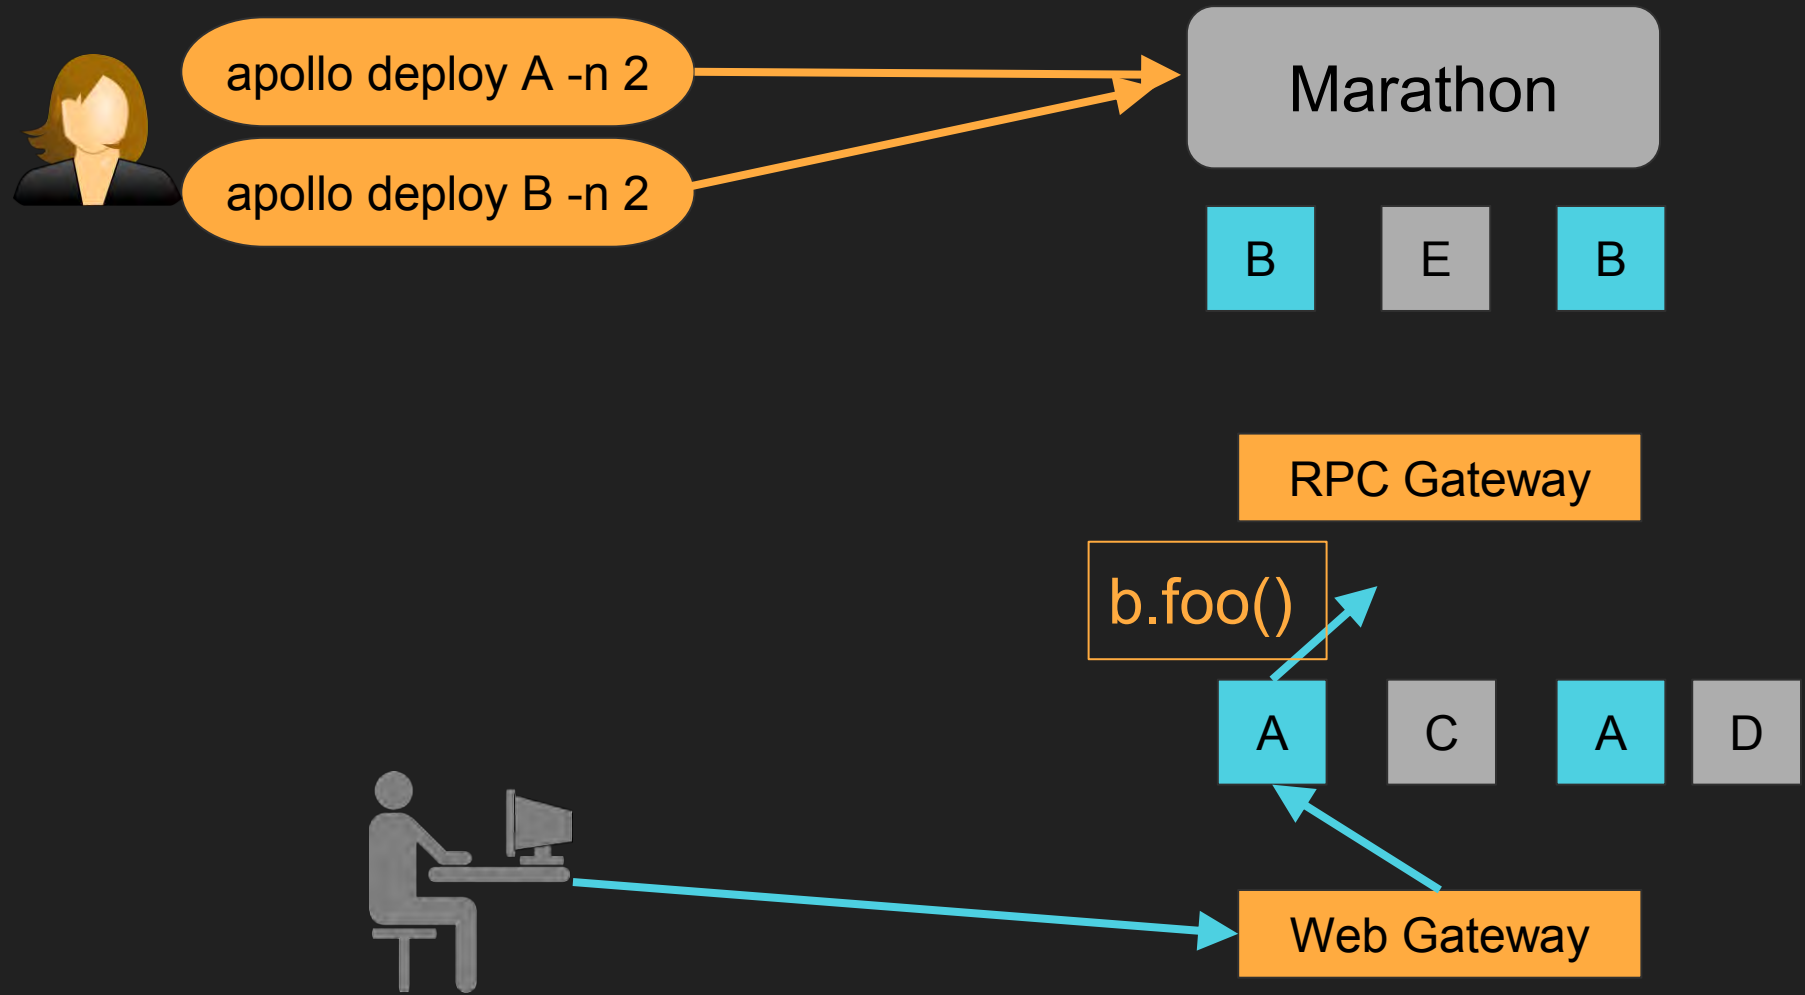 apollo deploy A -n 2
apollo deploy B -n 2
Marathon
B
E
B
RPC Gateway
b.foo()
A
C
A
D
Web Gateway